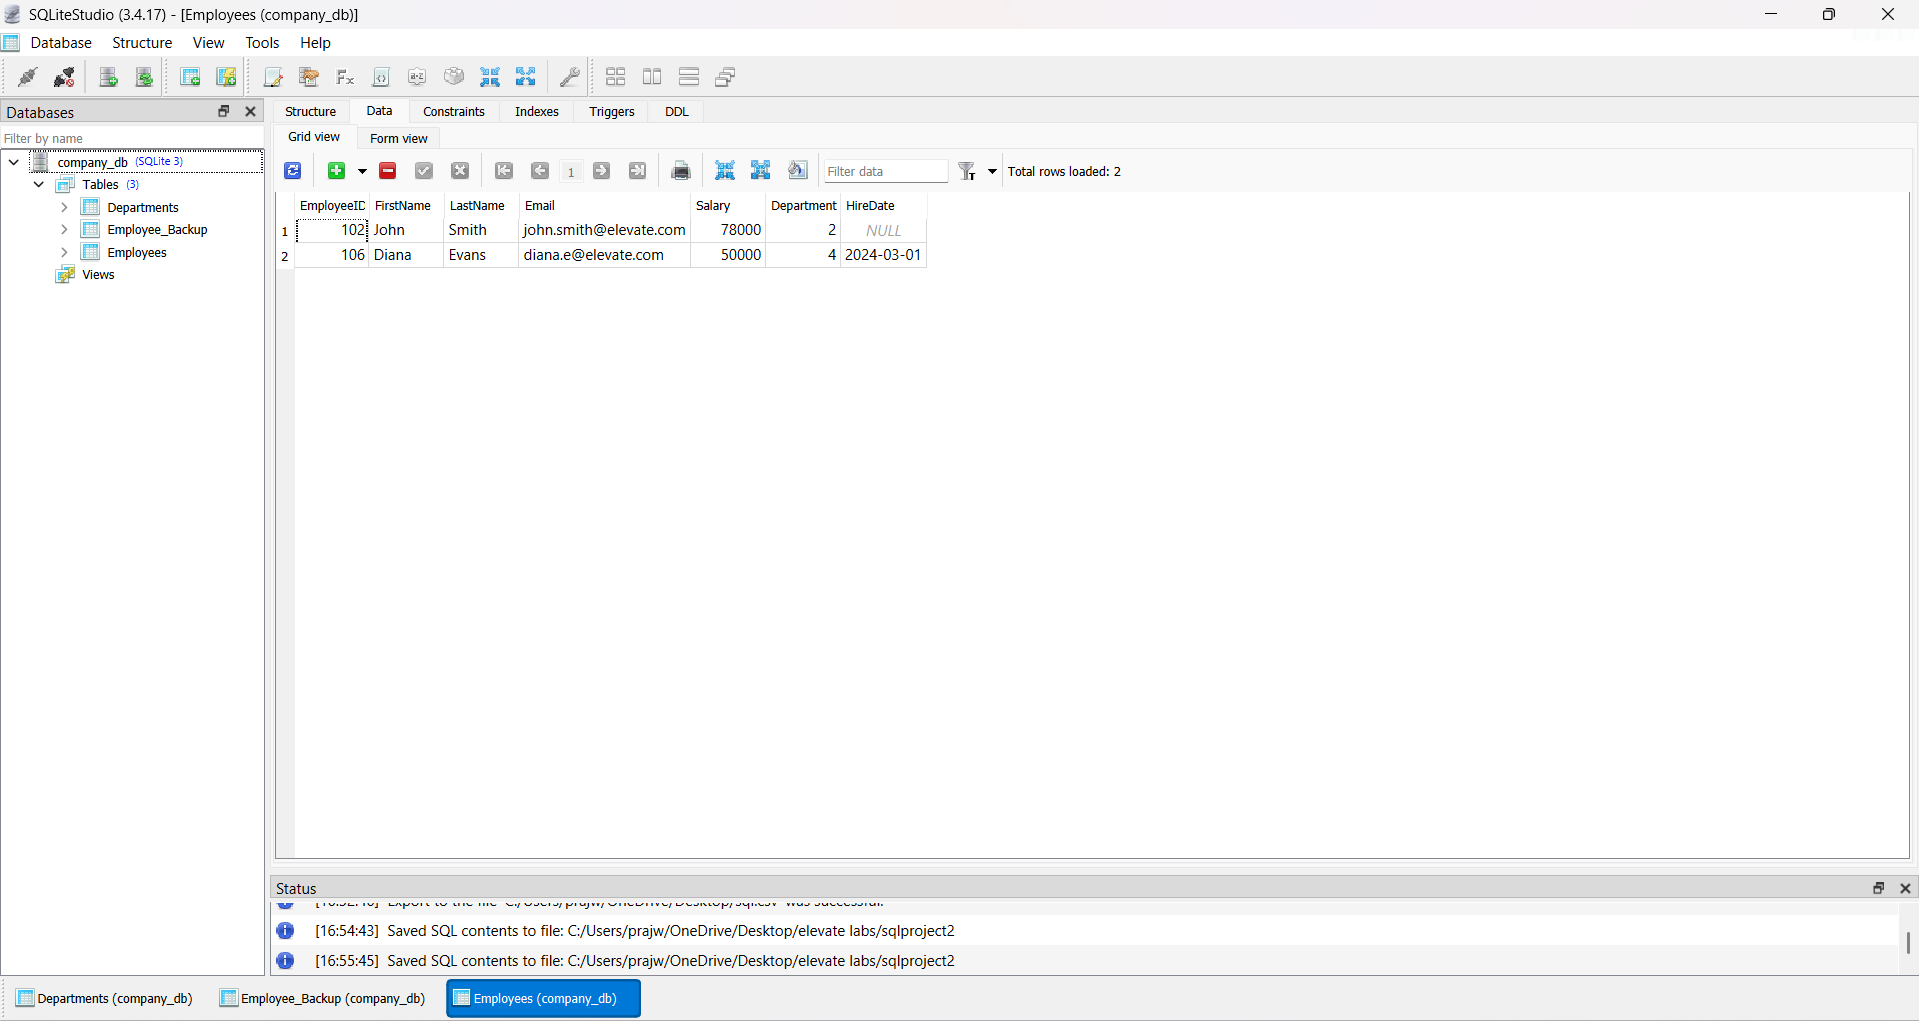 SQLiteStudio (3.4.17) - [Employees (company_db)]
Database Structure View Tools Help
Databases
Filter by name
company_db (SQLite 3)
Tables (3)
Departments
Employee_Backup
Employees
Views
Structure Data Constraints Indexes Triggers DDL
Grid view Form view
1 Filter data Total rows loaded: 2
EmployeeID FirstName LastName Email Salary Department HireDate
1 102 John Smith john.smith@elevate.com 78000 2 NULL
2 106 Diana Evans diana.e@elevate.com 50000 4 2024-03-01
Status
[16:54:43] Saved SQL contents to file: C:/Users/prajw/OneDrive/Desktop/elevate labs/sqlproject2
[16:55:45] Saved SQL contents to file: C:/Users/prajw/OneDrive/Desktop/elevate labs/sqlproject2
Departments (company_db) Employee_Backup (company_db) Employees (company_db)